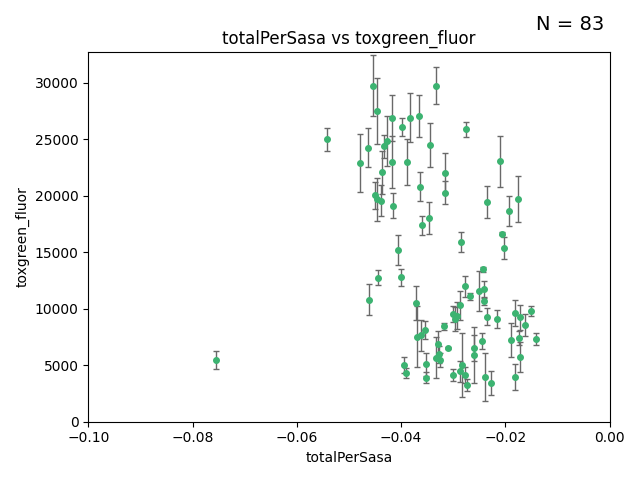 N = 83
totalPerSasa vs toxgreen_fluor
toxgreen_fluor
30000
25000
20000
15000
10000
5000
0
−0.10 −0.08 −0.06 −0.04 −0.02 0.00
totalPerSasa